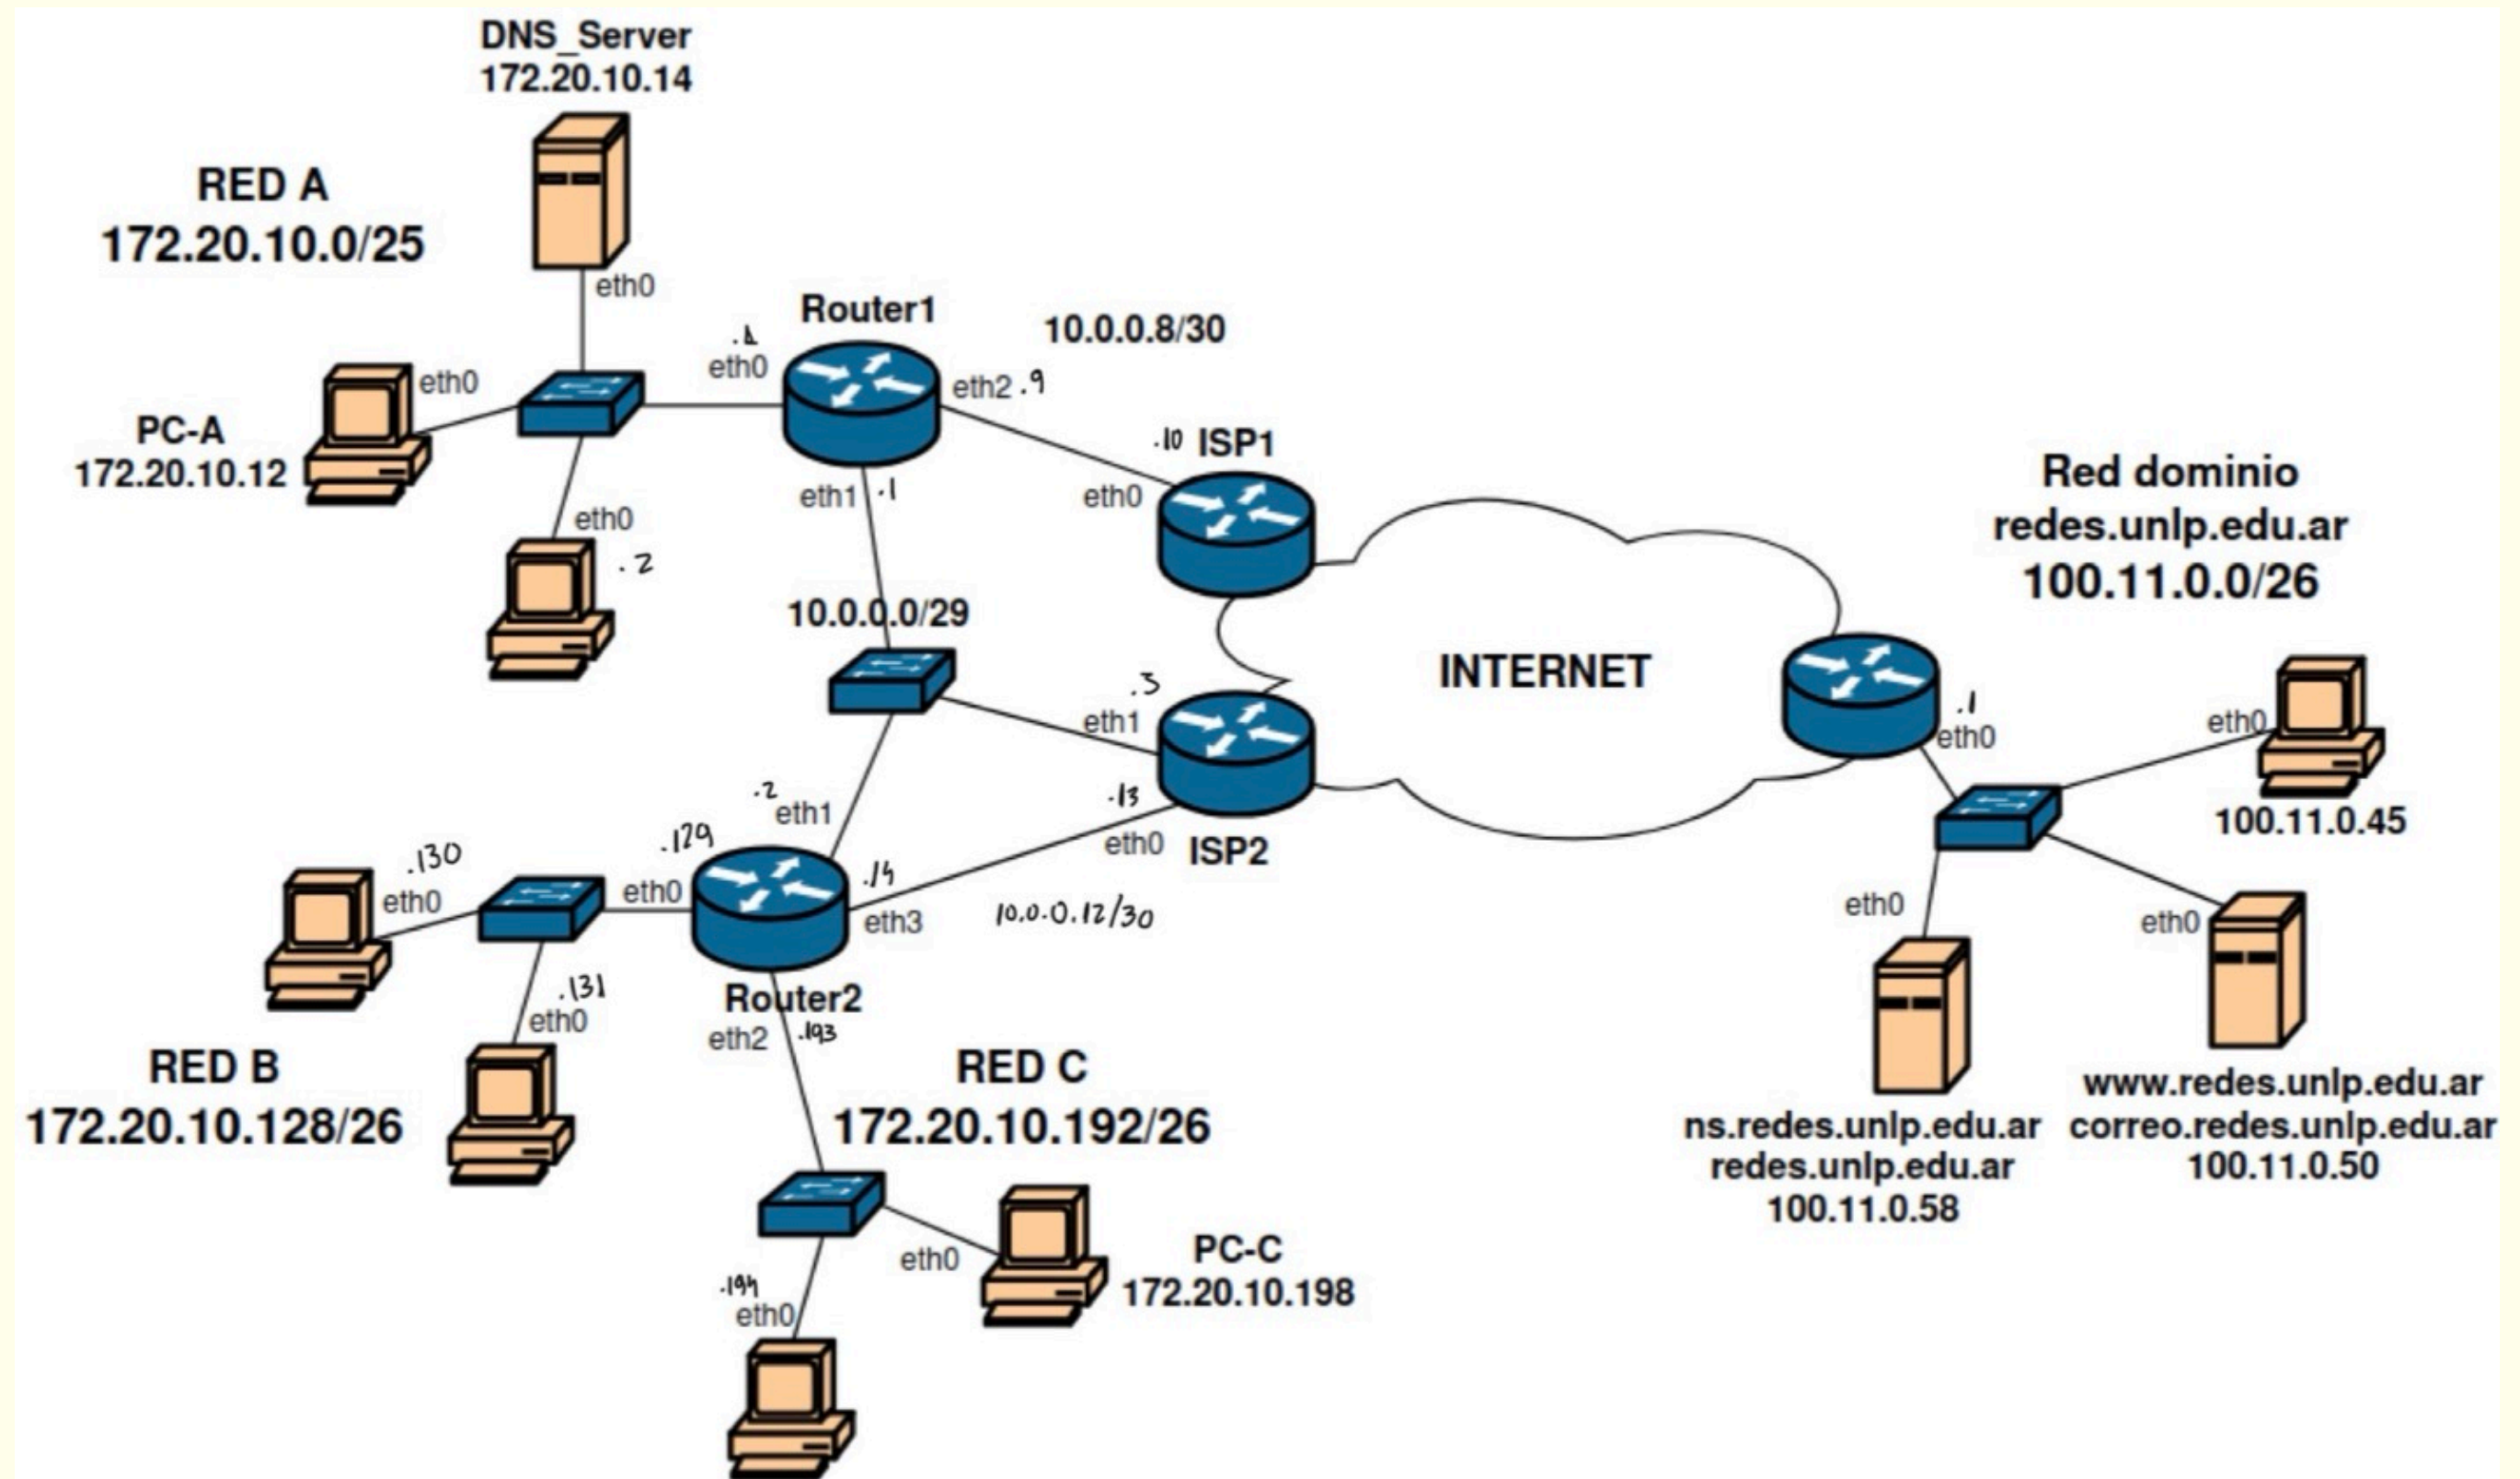 DNS_Server
172.20.10.14
RED A
172.20.10.0/25
eth0
Router1
10.0.0.8/30
.1
eth0
eth2 .9
eth0
PC-A
172.20.10.12
.10 ISP1
eth1 .1
eth0
eth0
.2
Red dominio
redes.unlp.edu.ar
100.11.0.0/26
10.0.0.0/29
INTERNET
.3
eth1
.1
eth0
eth0
100.11.0.45
.2
eth1
.13
eth0
ISP2
.130
eth0
.129
eth0
.14
eth3
10.0.0.12/30
eth0
eth0
.131
eth0
Router2
eth2 .193
RED B
172.20.10.128/26
RED C
172.20.10.192/26
www.redes.unlp.edu.ar
correo.redes.unlp.edu.ar
100.11.0.50
ns.redes.unlp.edu.ar
redes.unlp.edu.ar
100.11.0.58
eth0
PC-C
172.20.10.198
.194
eth0